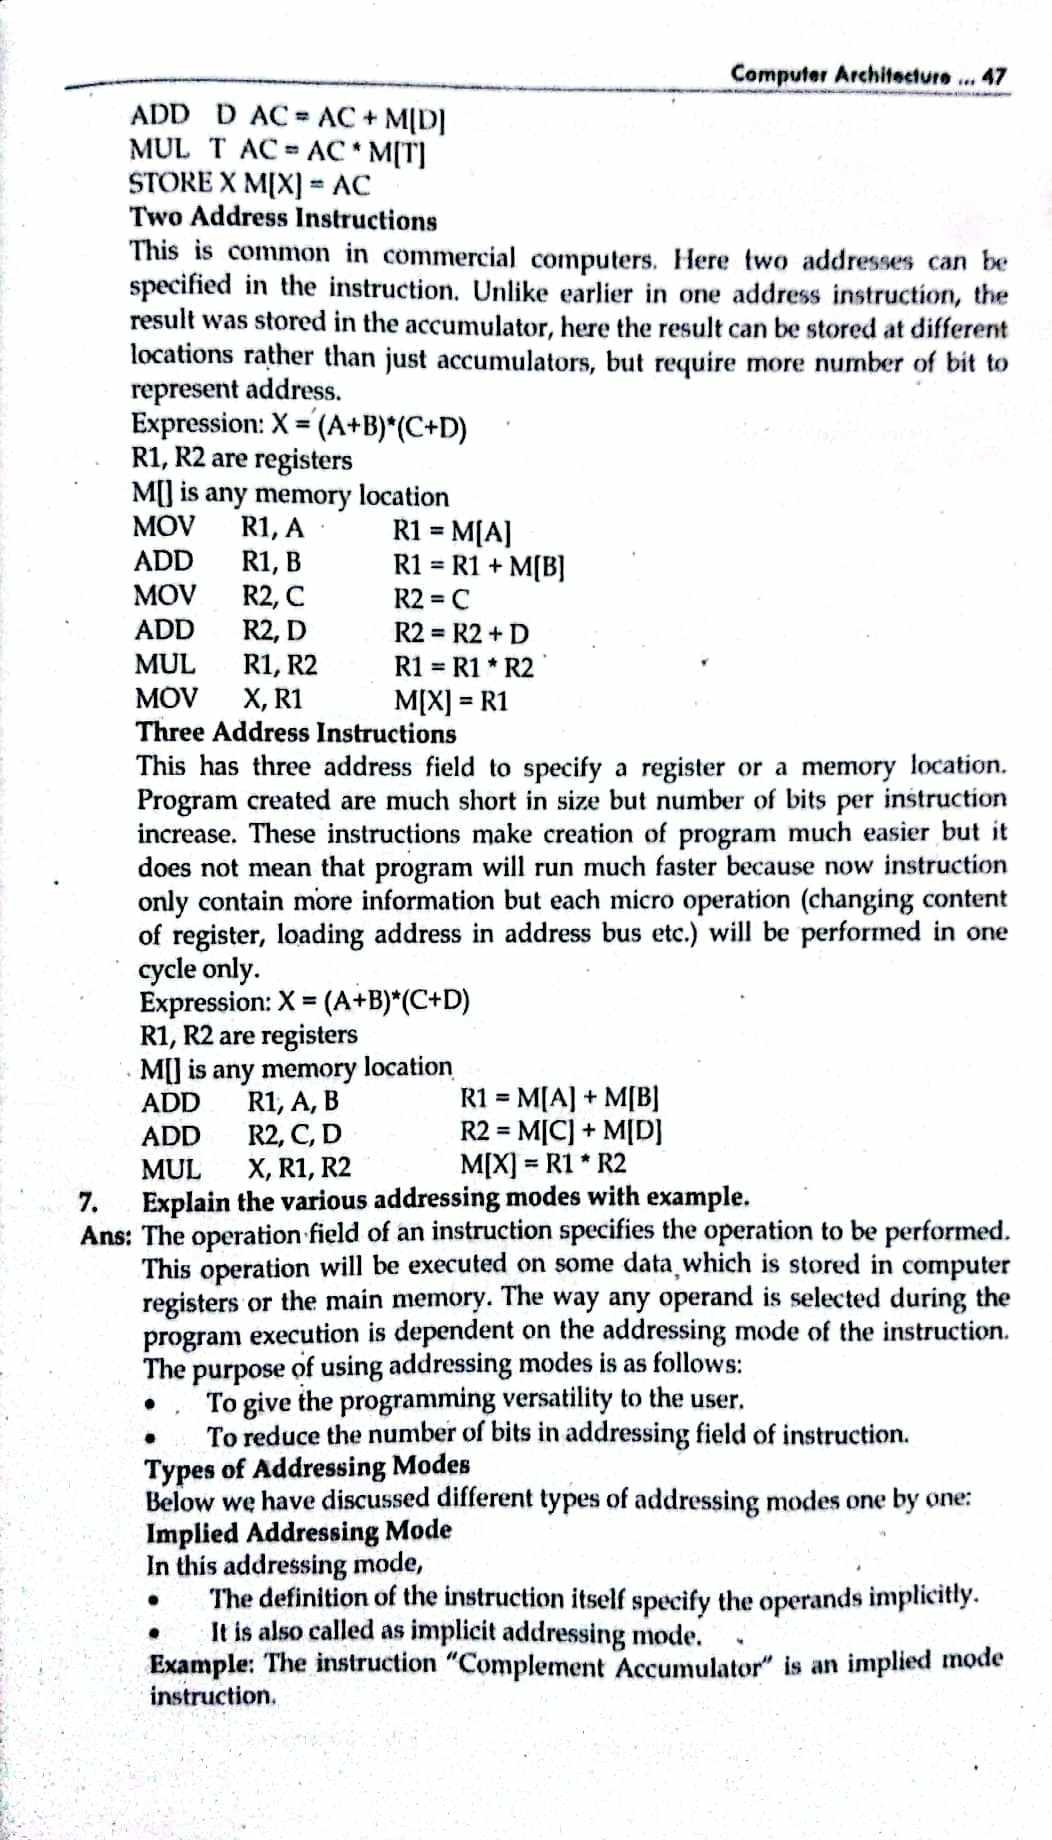 Computer Architecture ... 47
ADD D AC = AC + M[D]
MUL T AC = AC * M[T]
STORE X M[X] = AC
Two Address Instructions
This is common in commercial computers. Here two addresses can be
specified in the instruction. Unlike earlier in one address instruction, the
result was stored in the accumulator, here the result can be stored at different
locations rather than just accumulators, but require more number of bit to
represent address.
Expression: X = (A+B)*(C+D)
R1, R2 are registers
M[] is any memory location
MOV R1, A R1 = M[A]
ADD R1, B R1 = R1 + M[B]
MOV R2, C R2 = C
ADD R2, D R2 = R2 + D
MUL R1, R2 R1 = R1 * R2
MOV X, R1 M[X] = R1
Three Address Instructions
This has three address field to specify a register or a memory location.
Program created are much short in size but number of bits per instruction
increase. These instructions make creation of program much easier but it
does not mean that program will run much faster because now instruction
only contain more information but each micro operation (changing content
of register, loading address in address bus etc.) will be performed in one
cycle only.
Expression: X = (A+B)*(C+D)
R1, R2 are registers
M[] is any memory location
ADD R1, A, B R1 = M[A] + M[B]
ADD R2, C, D R2 = M[C] + M[D]
MUL X, R1, R2 M[X] = R1 * R2
7. Explain the various addressing modes with example.
Ans: The operation field of an instruction specifies the operation to be performed.
This operation will be executed on some data which is stored in computer
registers or the main memory. The way any operand is selected during the
program execution is dependent on the addressing mode of the instruction.
The purpose of using addressing modes is as follows:
• To give the programming versatility to the user.
• To reduce the number of bits in addressing field of instruction.
Types of Addressing Modes
Below we have discussed different types of addressing modes one by one:
Implied Addressing Mode
In this addressing mode,
• The definition of the instruction itself specify the operands implicitly.
• It is also called as implicit addressing mode.
Example: The instruction "Complement Accumulator" is an implied mode
instruction.